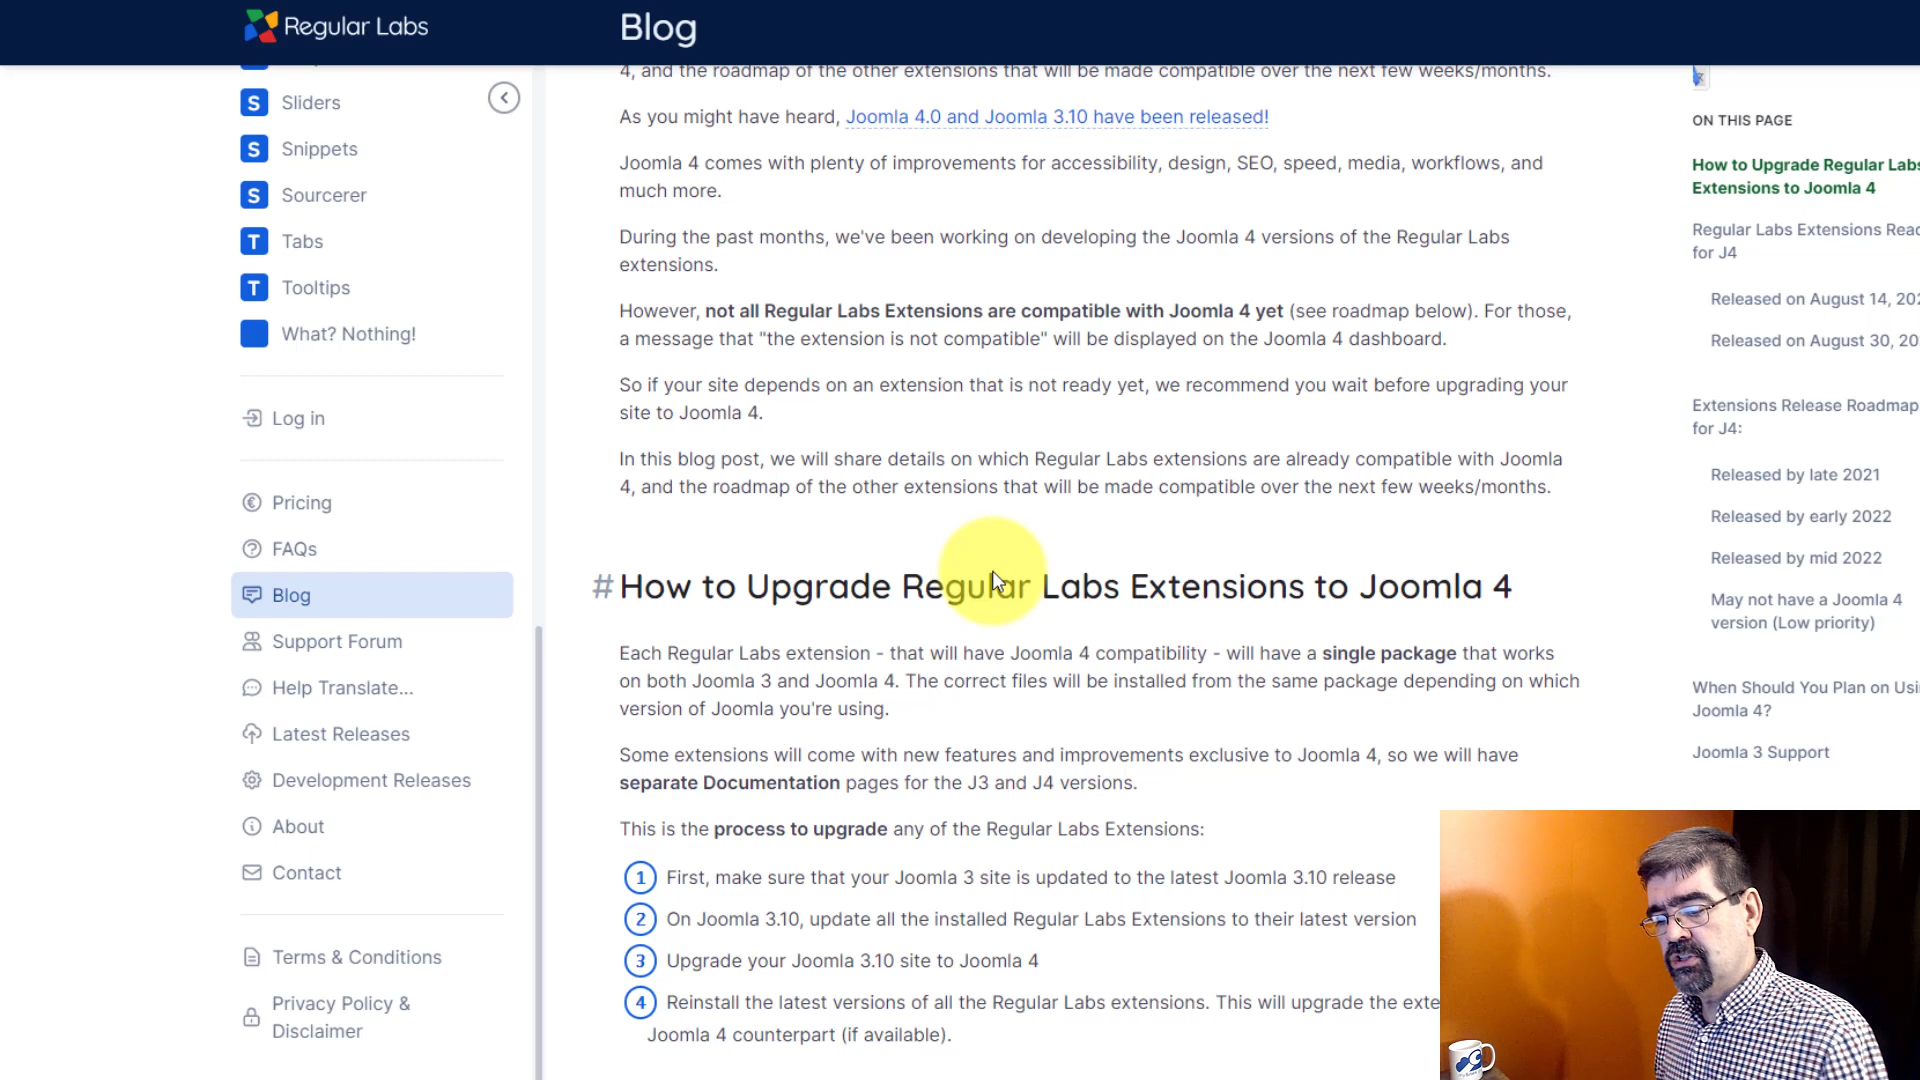 Regular Labs
Blog
S Sliders
S Snippets
S Sourcerer
T Tabs
T Tooltips
What? Nothing!
Log in
Pricing
FAQs
Blog
Support Forum
Help Translate...
Latest Releases
Development Releases
About
Contact
Terms & Conditions
Privacy Policy &
Disclaimer
4, and the roadmap of the other extensions that will be made compatible over the next few weeks/months.
As you might have heard, Joomla 4.0 and Joomla 3.10 have been released!
Joomla 4 comes with plenty of improvements for accessibility, design, SEO, speed, media, workflows, and
much more.
During the past months, we've been working on developing the Joomla 4 versions of the Regular Labs
extensions.
However, not all Regular Labs Extensions are compatible with Joomla 4 yet (see roadmap below). For those,
a message that "the extension is not compatible" will be displayed on the Joomla 4 dashboard.
So if your site depends on an extension that is not ready yet, we recommend you wait before upgrading your
site to Joomla 4.
In this blog post, we will share details on which Regular Labs extensions are already compatible with Joomla
4, and the roadmap of the other extensions that will be made compatible over the next few weeks/months.
# How to Upgrade Regular Labs Extensions to Joomla 4
Each Regular Labs extension - that will have Joomla 4 compatibility - will have a single package that works
on both Joomla 3 and Joomla 4. The correct files will be installed from the same package depending on which
version of Joomla you're using.
Some extensions will come with new features and improvements exclusive to Joomla 4, so we will have
separate Documentation pages for the J3 and J4 versions.
This is the process to upgrade any of the Regular Labs Extensions:
1 First, make sure that your Joomla 3 site is updated to the latest Joomla 3.10 release
2 On Joomla 3.10, update all the installed Regular Labs Extensions to their latest version
3 Upgrade your Joomla 3.10 site to Joomla 4
4 Reinstall the latest versions of all the Regular Labs extensions. This will upgrade the exte
Joomla 4 counterpart (if available).
ON THIS PAGE
How to Upgrade Regular Labs
Extensions to Joomla 4
Regular Labs Extensions Read
for J4
Released on August 14, 202
Released on August 30, 20
Extensions Release Roadmap
for J4:
Released by late 2021
Released by early 2022
Released by mid 2022
May not have a Joomla 4
version (Low priority)
When Should You Plan on Usi
Joomla 4?
Joomla 3 Support